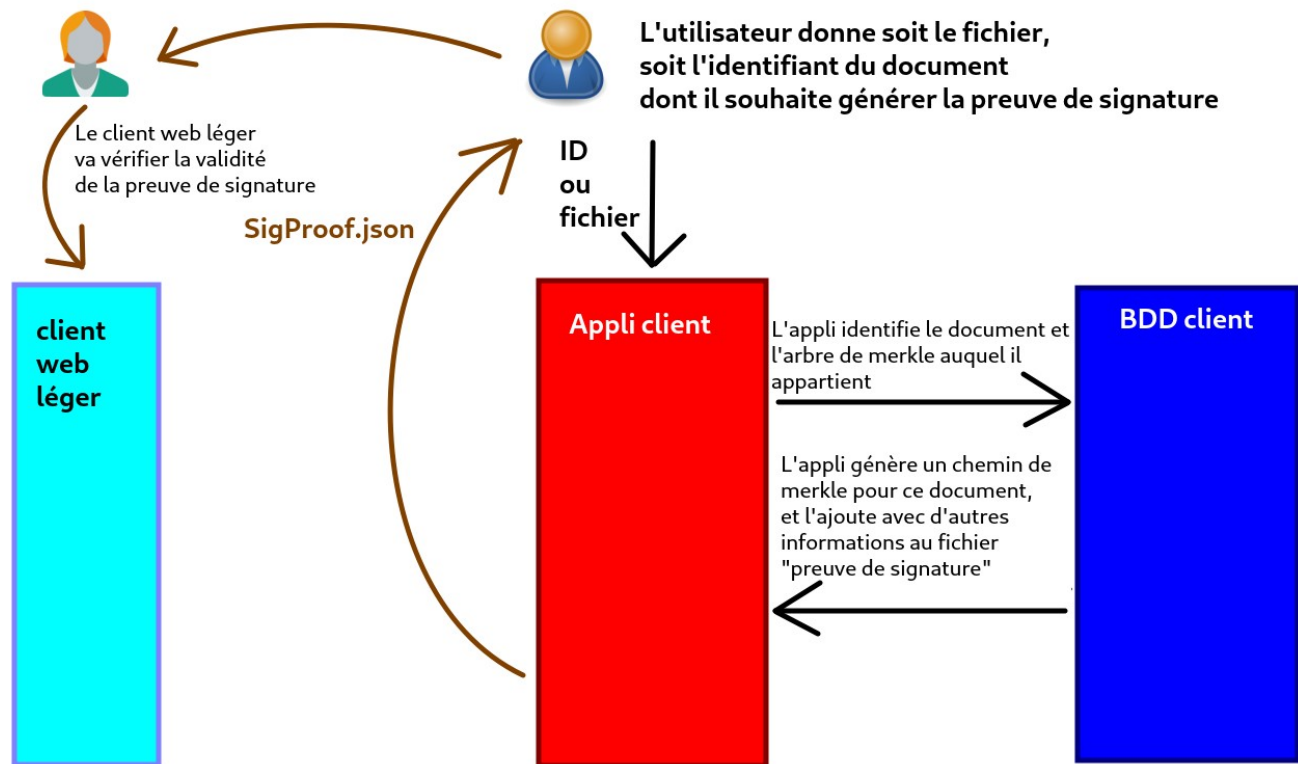 L'utilisateur donne soit le fichier,
soit l'identifiant du document
dont il souhaite générer la preuve de signature
Le client web léger
va vérifier la validité
de la preuve de signature
ID
ou
fichier
SigProof.json
client
web
léger
Appli client
L'appli identifie le document et
l'arbre de merkle auquel il
appartient
BDD client
L'appli génère un chemin de
merkle pour ce document,
et l'ajoute avec d'autres
informations au fichier
"preuve de signature"